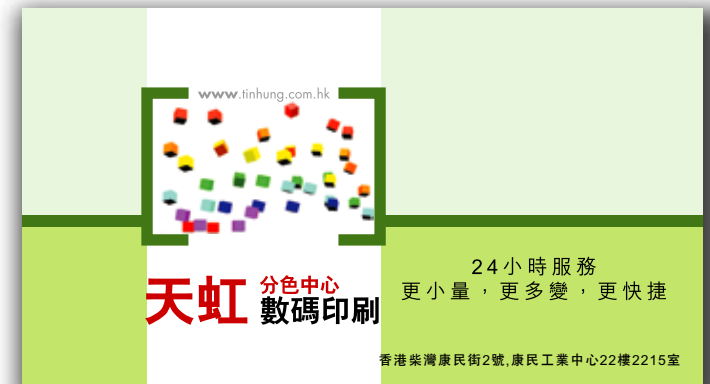 www.tinhung.com.hk
天虹 分色中心
數碼印刷
24小時服務
更小量，更多變，更快捷
香港柴灣康民街2號,康民工業中心22樓2215室